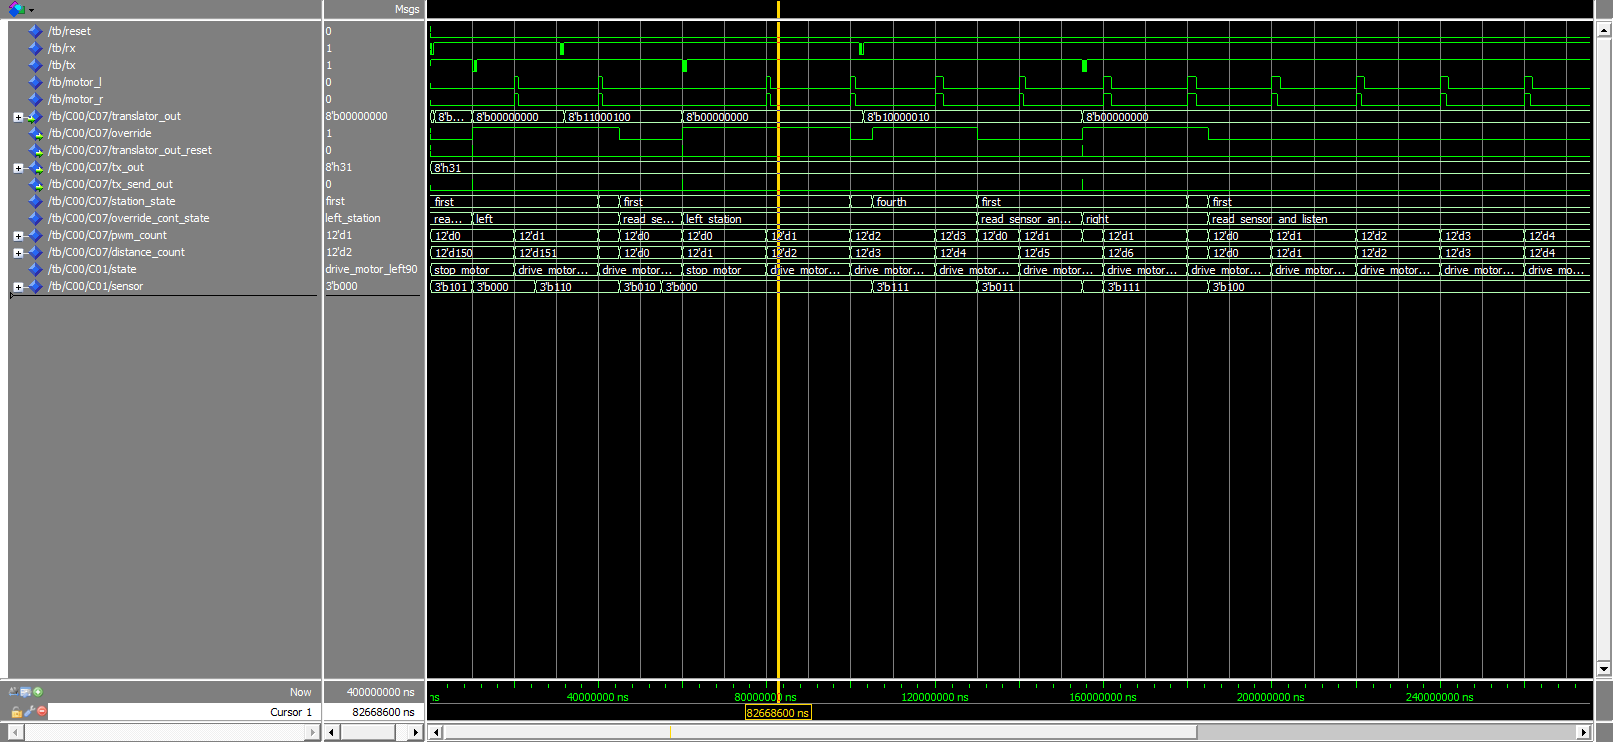 Msgs
/tb/reset 0
/tb/rx 1
/tb/tx 1
/tb/motor_l 0
/tb/motor_r 0
/tb/C00/C07/translator_out 8'b00000000 8'b... 8'b00000000 8'b11000100 8'b00000000 8'b10000010 8'b00000000
/tb/C00/C07/override 1
/tb/C00/C07/translator_out_reset 0
/tb/C00/C07/tx_out 8'h31 8'h31
/tb/C00/C07/tx_send_out 0
/tb/C00/C07/station_state first first first fourth first first
/tb/C00/C07/override_cont_state left_station rea... left read_se... left_station read_sensor_an... right read_sensor_and_listen
/tb/C00/C07/pwm_count 12'd1 12'd0 12'd1 12'd0 12'd0 12'd1 12'd2 12'd3 12'd0 12'd1 12'd1 12'd0 12'd1 12'd2 12'd3 12'd4
/tb/C00/C07/distance_count 12'd2 12'd150 12'd151 12'd0 12'd1 12'd2 12'd3 12'd4 12'd5 12'd6 12'd0 12'd1 12'd2 12'd3 12'd4
/tb/C00/C01/state drive_motor_left90 stop_motor drive_motor... drive_motor... stop_motor drive_motor... drive_motor... drive_motor... drive_motor... drive_motor... drive_motor... drive_motor... drive_motor... drive_motor... drive_mo...
/tb/C00/C01/sensor 3'b000 3'b101 3'b000 3'b110 3'b010 3'b000 3'b111 3'b011 3'b111 3'b100
Now 400000000 ns ns 40000000 ns 80000000 ns 120000000 ns 160000000 ns 200000000 ns 240000000 ns
Cursor 1 82668600 ns 82668600 ns